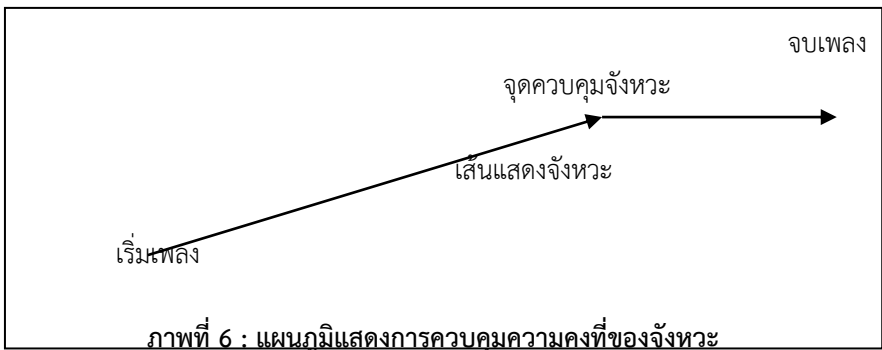 จบเพลง
จุดควบคุมจังหวะ
เส้นแสดงจังหวะ
เริ่มเพลง
ภาพที่ 6 : แผนภูมิแสดงการควบคุมความคงที่ของจังหวะ